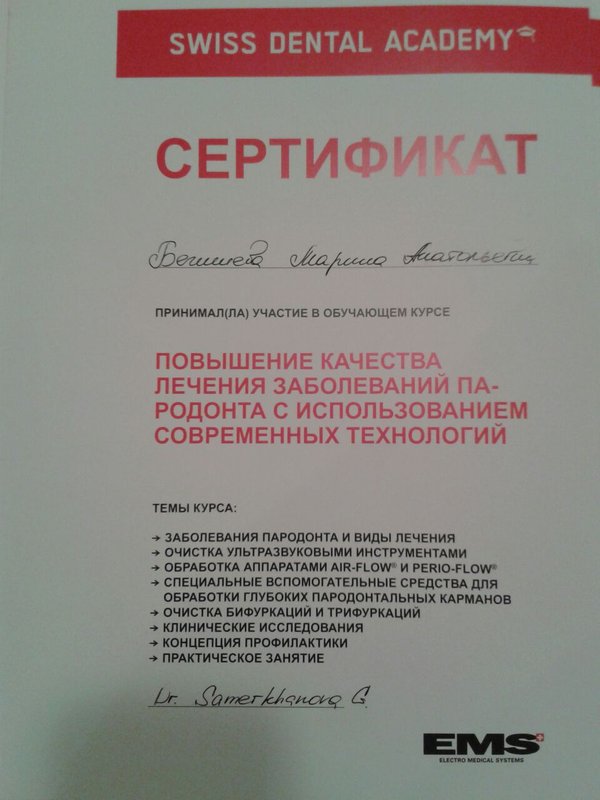 SWISS DENTAL ACADEMY
СЕРТИФИКАТ
Марина Анатольевна
ПРИНИМАЛ(ЛА) УЧАСТИЕ В ОБУЧАЮЩЕМ КУРСЕ
ПОВЫШЕНИЕ КАЧЕСТВА
ЛЕЧЕНИЯ ЗАБОЛЕВАНИЙ ПА-
РОДОНТА С ИСПОЛЬЗОВАНИЕМ
СОВРЕМЕННЫХ ТЕХНОЛОГИЙ
ТЕМЫ КУРСА:
→ ЗАБОЛЕВАНИЯ ПАРОДОНТА И ВИДЫ ЛЕЧЕНИЯ
→ ОЧИСТКА УЛЬТРАЗВУКОВЫМИ ИНСТРУМЕНТАМИ
→ ОБРАБОТКА АППАРАТАМИ AIR-FLOW® И PERIO-FLOW®
→ СПЕЦИАЛЬНЫЕ ВСПОМОГАТЕЛЬНЫЕ СРЕДСТВА ДЛЯ
ОБРАБОТКИ ГЛУБОКИХ ПАРОДОНТАЛЬНЫХ КАРМАНОВ
→ ОЧИСТКА БИФУРКАЦИЙ И ТРИФУРКАЦИЙ
→ КЛИНИЧЕСКИЕ ИССЛЕДОВАНИЯ
→ КОНЦЕПЦИЯ ПРОФИЛАКТИКИ
→ ПРАКТИЧЕСКОЕ ЗАНЯТИЕ
Dr. Samerkhanova G.
EMS
ELECTRO MEDICAL SYSTEMS